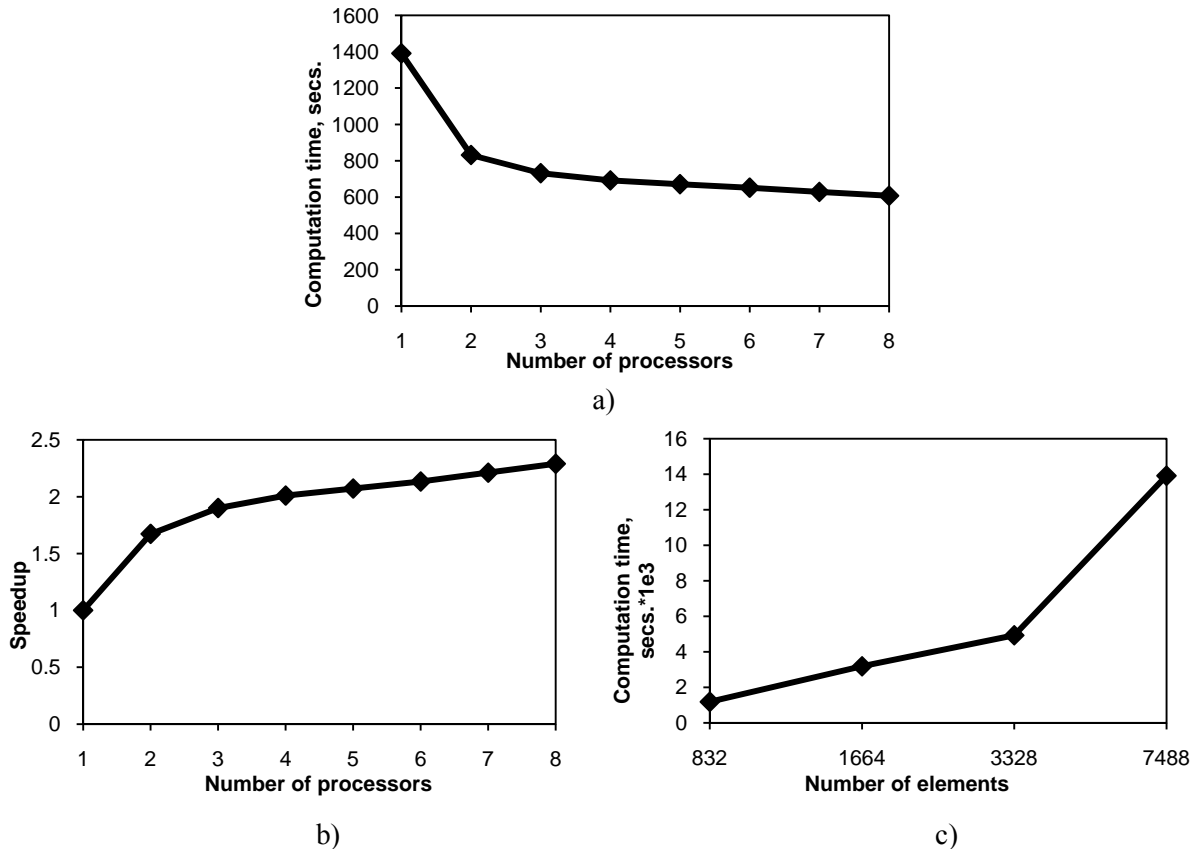 1600
1400
1200
1000
800
600
400
200
0
Computation time, secs.
1 2 3 4 5 6 7 8
Number of processors
a)
2.5
2
1.5
1
0.5
0
Speedup
1 2 3 4 5 6 7 8
Number of processors
b)
16
14
12
10
8
6
4
2
0
Computation time,
secs.*1e3
832 1664 3328 7488
Number of elements
c)